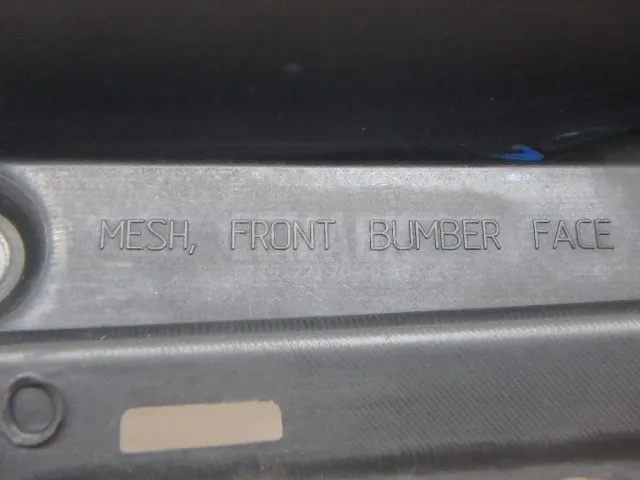 MESH, FRONT BUMBER FACE